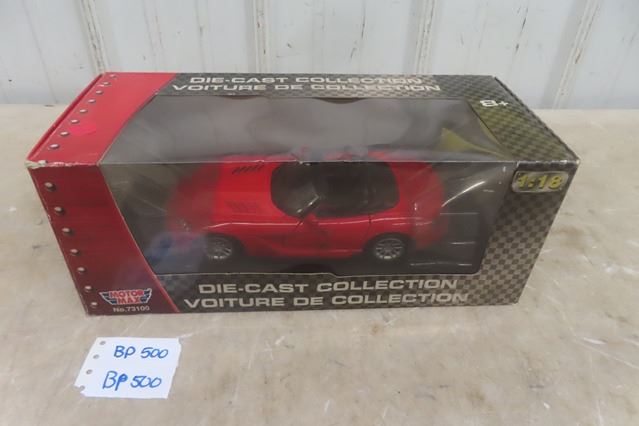 DIE-CAST COLLECTION
VOITURE DE COLLECTION
8+
1:18
DIE-CAST COLLECTION
VOITURE DE COLLECTION
MOTOR
MAX
No.73100
BP 500
BP 500